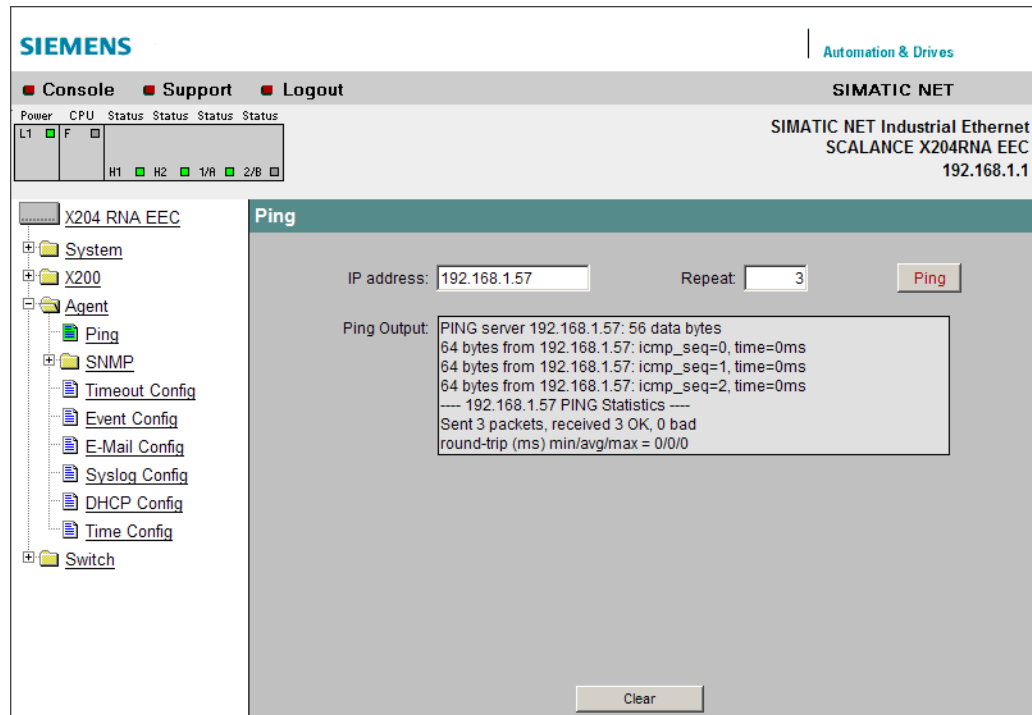 SIEMENS
Automation & Drives
Console Support Logout SIMATIC NET
Power CPU Status Status Status Status
L1 F
H1 H2 1/A 2/B
SIMATIC NET Industrial Ethernet
SCALANCE X204RNA EEC
192.168.1.1
X204 RNA EEC
System
X200
Agent
Ping
SNMP
Timeout Config
Event Config
E-Mail Config
Syslog Config
DHCP Config
Time Config
Switch
Ping
IP address: 192.168.1.57 Repeat: 3 Ping
Ping Output: PING server 192.168.1.57: 56 data bytes
64 bytes from 192.168.1.57: icmp_seq=0, time=0ms
64 bytes from 192.168.1.57: icmp_seq=1, time=0ms
64 bytes from 192.168.1.57: icmp_seq=2, time=0ms
---- 192.168.1.57 PING Statistics ----
Sent 3 packets, received 3 OK, 0 bad
round-trip (ms) min/avg/max = 0/0/0
Clear